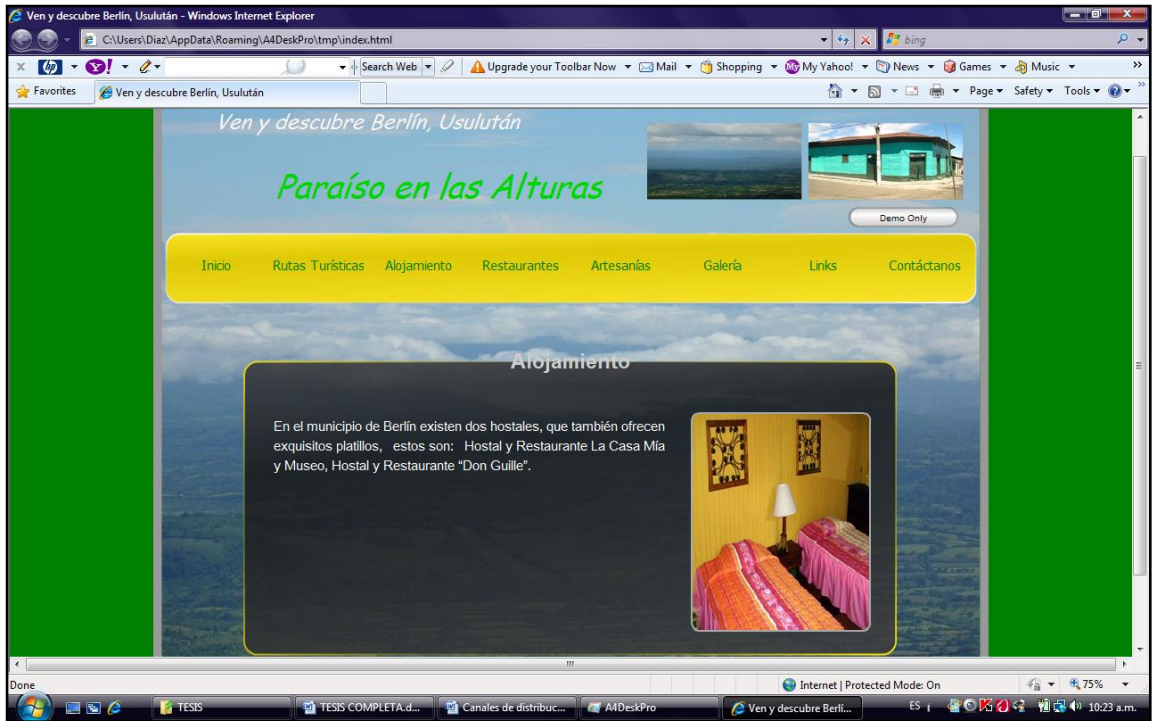 Ven y descubre Berlín, Usulután - Windows Internet Explorer
C:\Users\Diaz\AppData\Roaming\A4DeskPro\tmp\index.html
bing
Search Web
Upgrade your Toolbar Now
Mail
Shopping
My Yahoo!
News
Games
Music
Favorites
Ven y descubre Berlín, Usulután
Page
Safety
Tools
Ven y descubre Berlín, Usulután
Paraíso en las Alturas
Demo Only
Inicio
Rutas Turísticas
Alojamiento
Restaurantes
Artesanías
Galería
Links
Contáctanos
Alojamiento
En el municipio de Berlín existen dos hostales, que también ofrecen
exquisitos platillos, estos son: Hostal y Restaurante La Casa Mía
y Museo, Hostal y Restaurante “Don Guille”.
Done
Internet | Protected Mode: On
75%
TESIS
TESIS COMPLETA.d...
Canales de distribuc...
A4DeskPro
Ven y descubre Berlí...
ES
10:23 a.m.